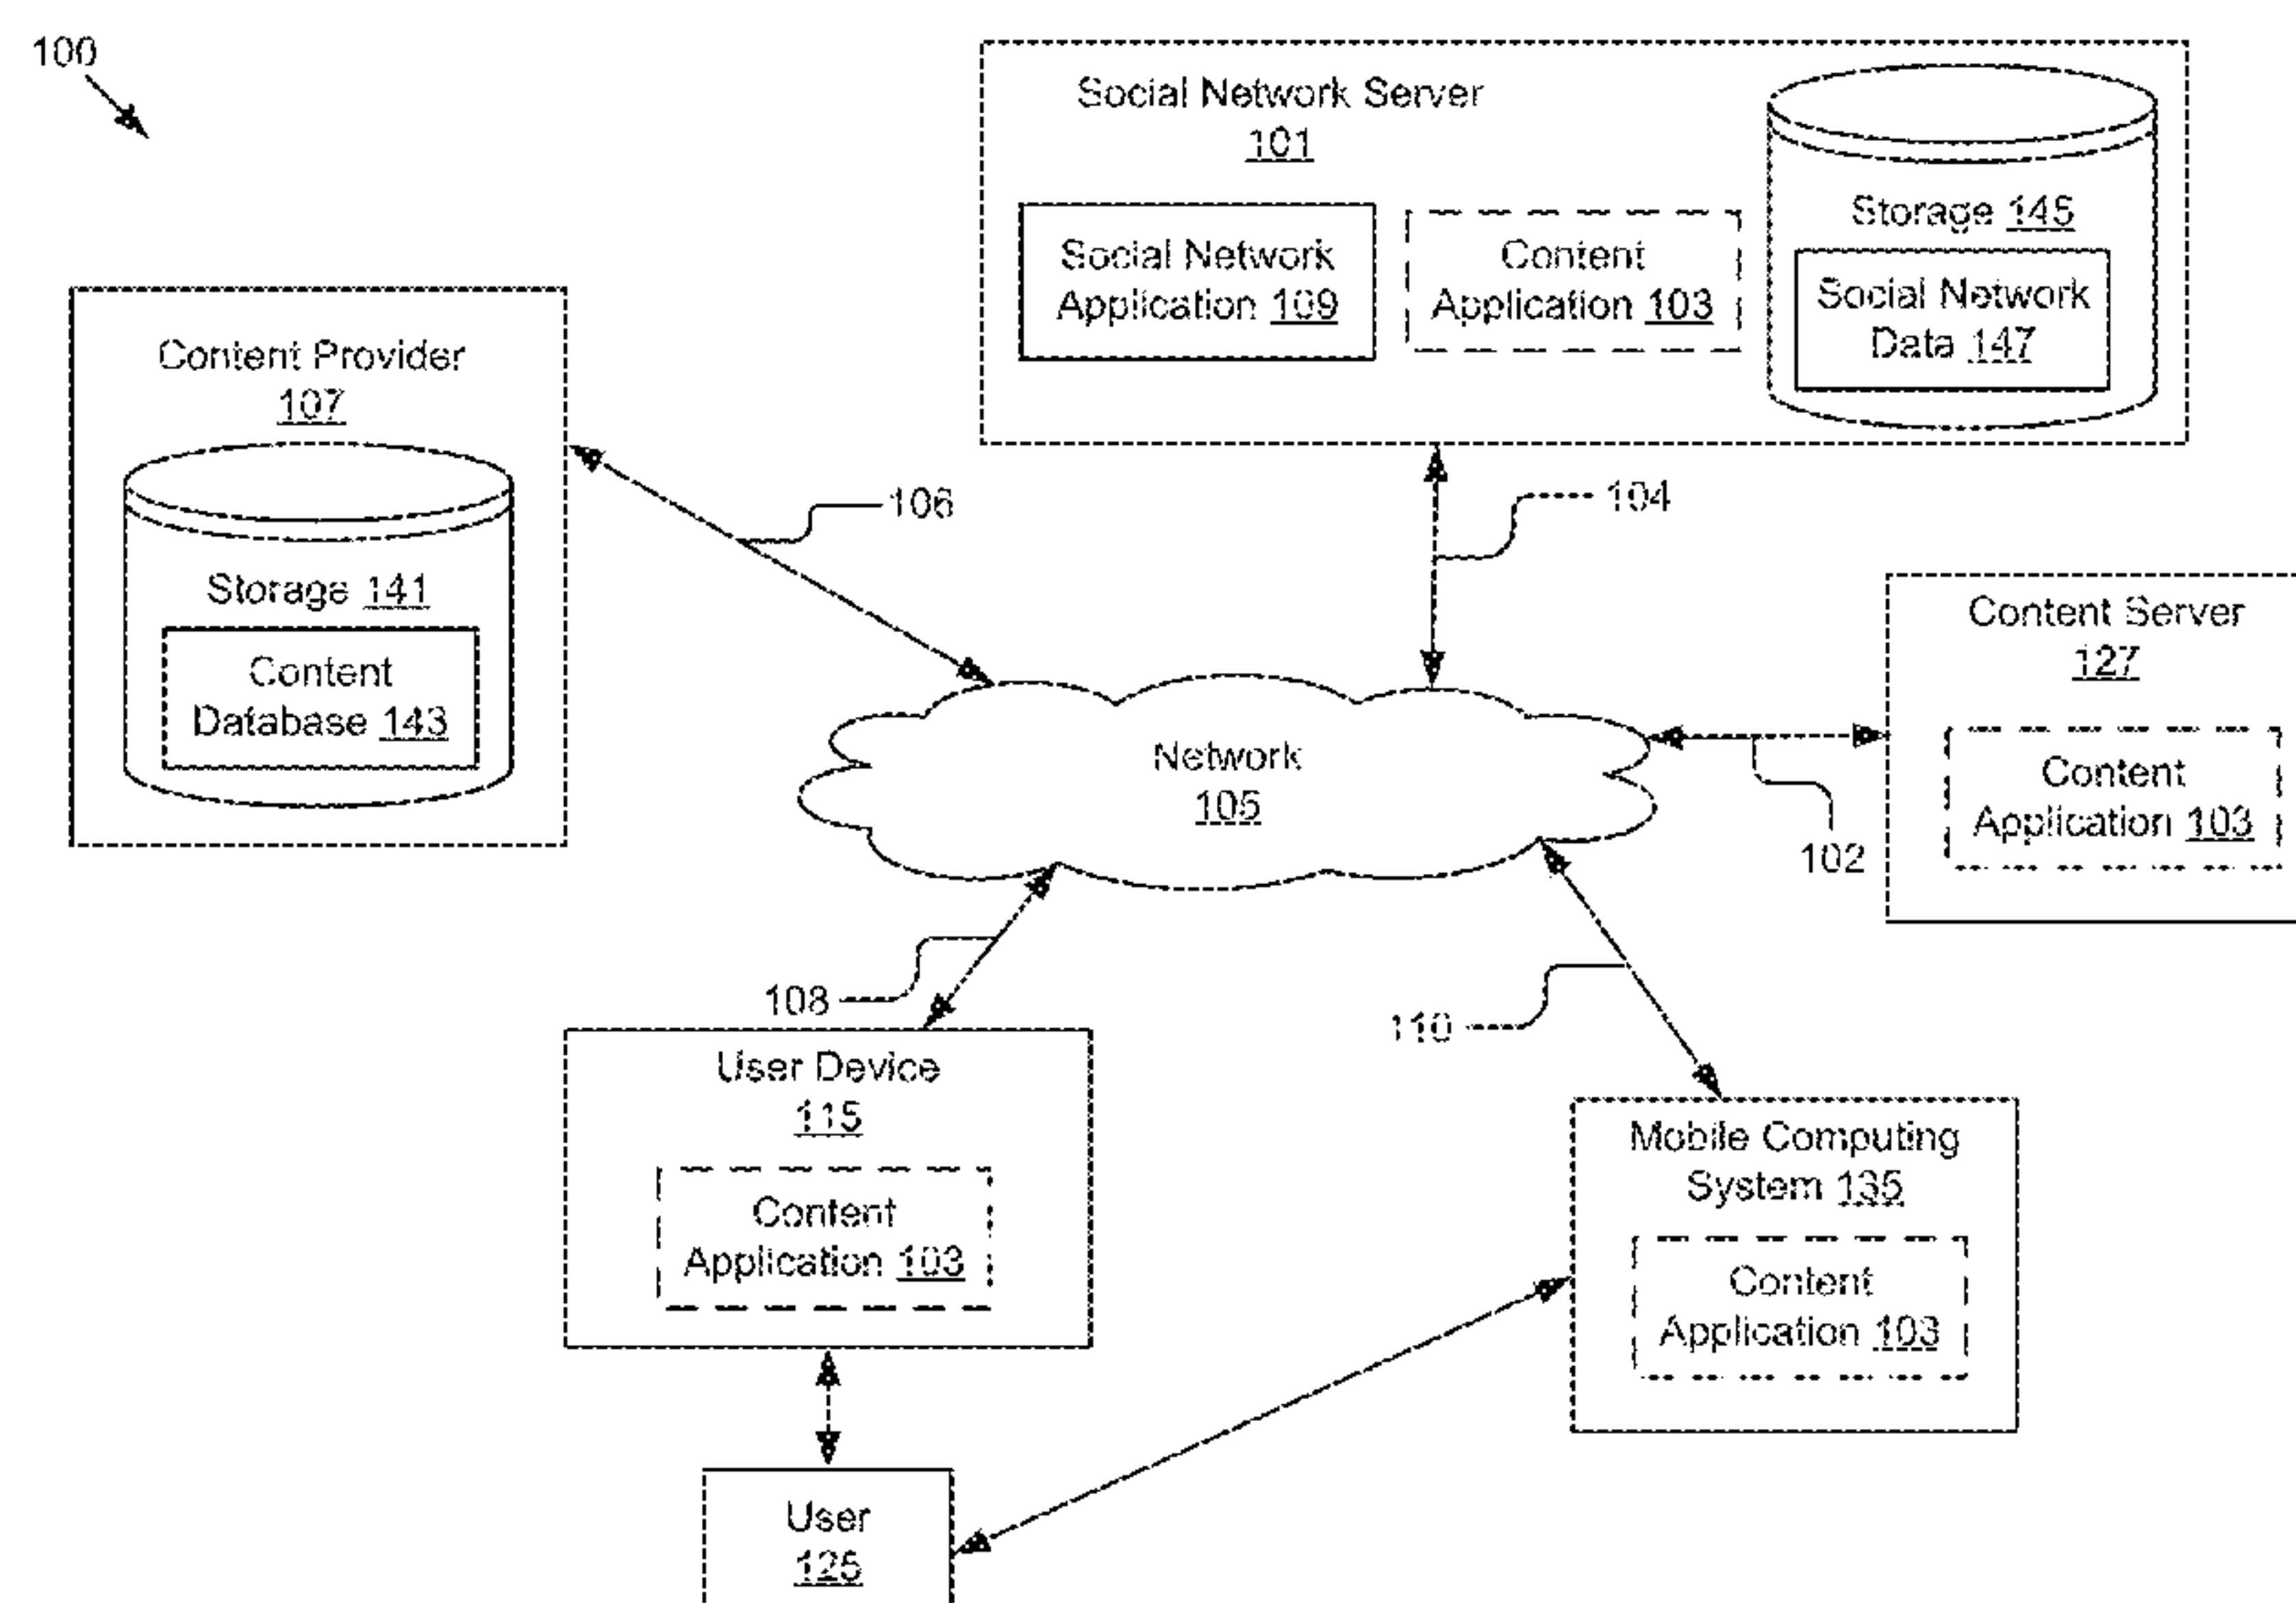 100
Social Network Server
101
Social Network
Application 109
Content
Application 103
Storage 145
Social Network
Data 147
Content Provider
107
Storage 141
Content
Database 143
106
104
Content Server
127
Content
Application 103
102
Network
105
108
110
User Device
115
Content
Application 103
Mobile Computing
System 135
Content
Application 103
User
125